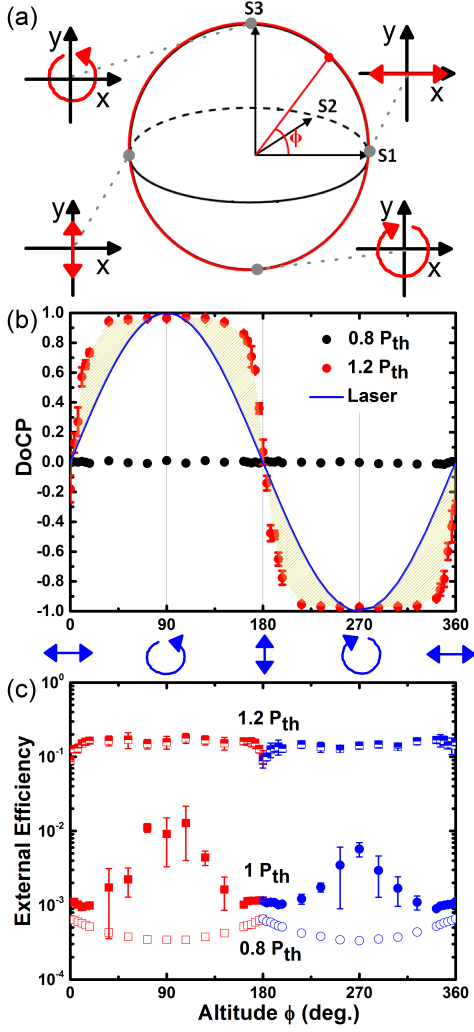 (a)
S3
y
x
y
x
S2
ϕ
S1
y
x
y
x
(b)
1.0
0.8
0.6
0.4
0.2
0.0
-0.2
-0.4
-0.6
-0.8
-1.0
DoCP
0.8 Pth
1.2 Pth
Laser
0 90 180 270 360
(c)
10^0
10^-1
10^-2
10^-3
10^-4
External Efficiency
1.2 Pth
1 Pth
0.8 Pth
0 90 180 270 360
Altitude ϕ (deg.)